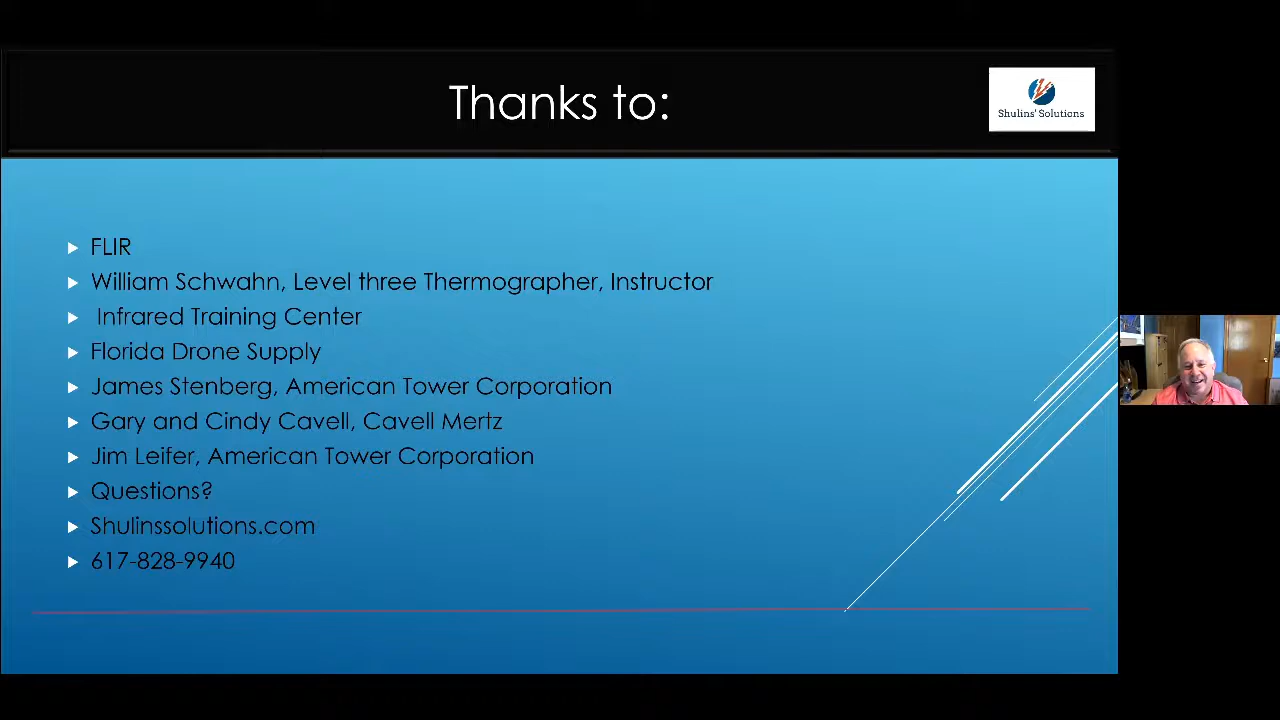 Thanks to:
Shulins' Solutions
FLIR
William Schwahn, Level three Thermographer, Instructor
Infrared Training Center
Florida Drone Supply
James Stenberg, American Tower Corporation
Gary and Cindy Cavell, Cavell Mertz
Jim Leifer, American Tower Corporation
Questions?
Shulinssolutions.com
617-828-9940